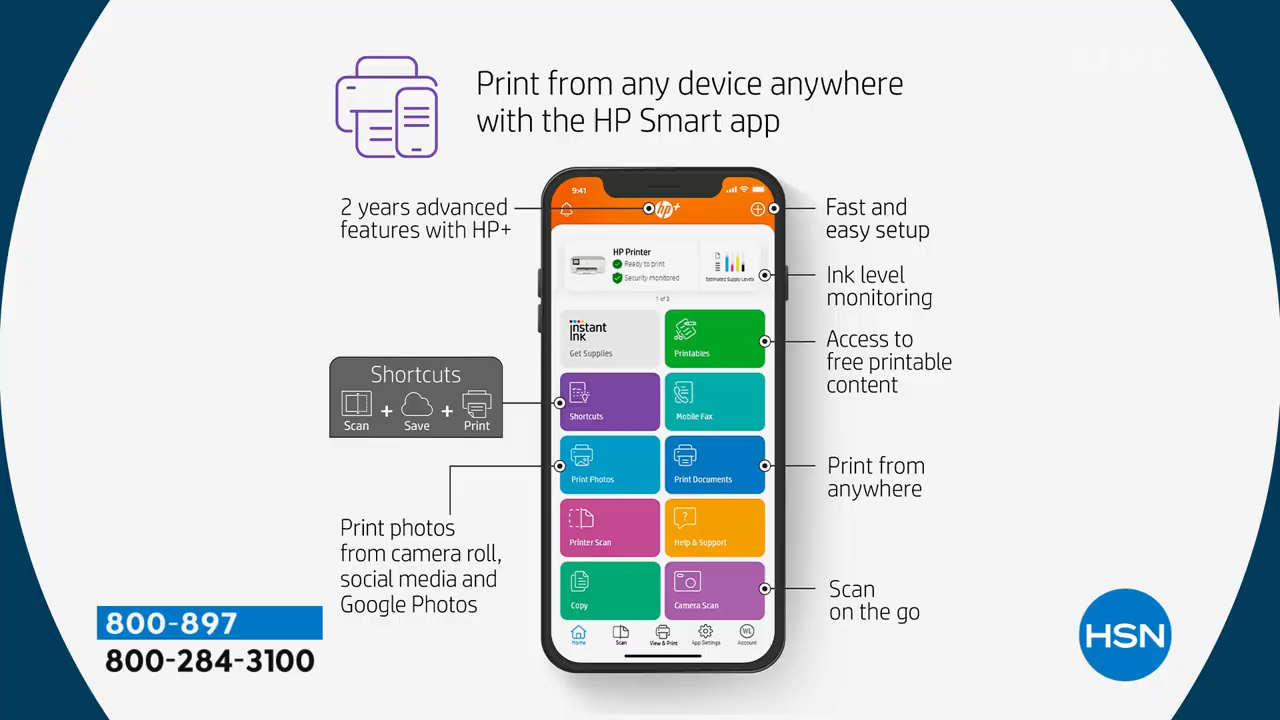 Print from any device anywhere
with the HP Smart app
9:41
hp+
2 years advanced
features with HP+
Fast and
easy setup
HP Printer
Ready to print
Security monitored
Estimated Supply Levels
1 of 3
Ink level
monitoring
instant
ink
Get Supplies
Printables
Access to
free printable
content
Shortcuts
Scan + Save + Print
Shortcuts
Mobile Fax
Print Photos
Print Documents
Print from
anywhere
Print photos
from camera roll,
social media and
Google Photos
Printer Scan
Help & Support
Copy
Camera Scan
Scan
on the go
Home
Scan
View & Print
App Settings
WL
Account
800-897
800-284-3100
HSN